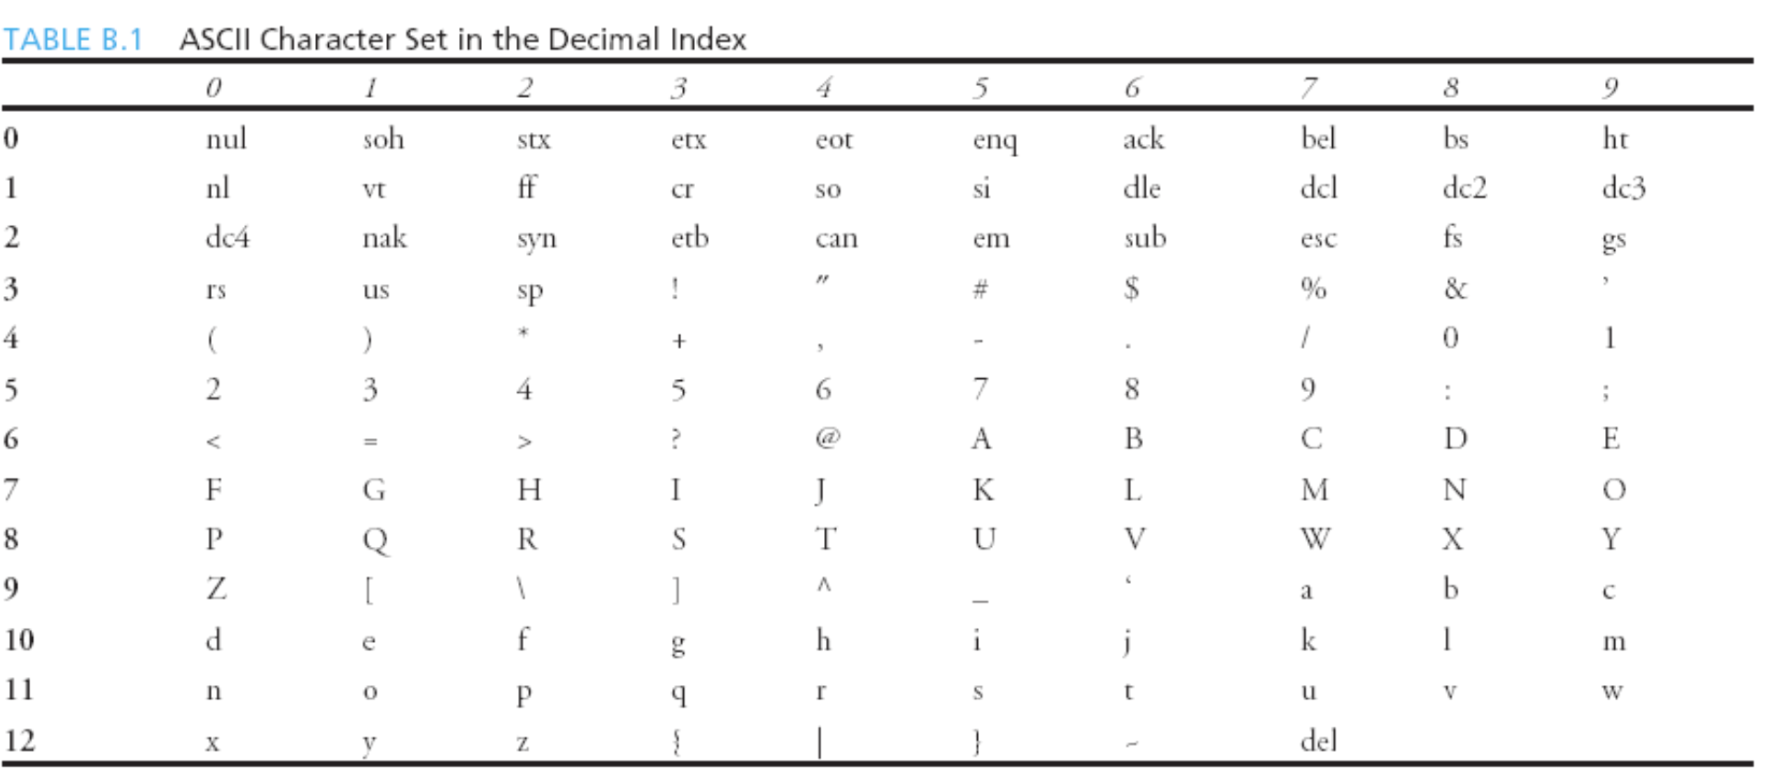 TABLE B.1 ASCII Character Set in the Decimal Index
0 1 2 3 4 5 6 7 8 9
0 nul soh stx etx eot enq ack bel bs ht
1 nl vt ff cr so si dle dcl dc2 dc3
2 dc4 nak syn etb can em sub esc fs gs
3 rs us sp ! " # $ % & ’
4 ( ) * + , - . / 0 1
5 2 3 4 5 6 7 8 9 : ;
6 < = > ? @ A B C D E
7 F G H I J K L M N O
8 P Q R S T U V W X Y
9 Z [ \ ] ^ _ ‘ a b c
10 d e f g h i j k l m
11 n o p q r s t u v w
12 x y z { | } ~ del